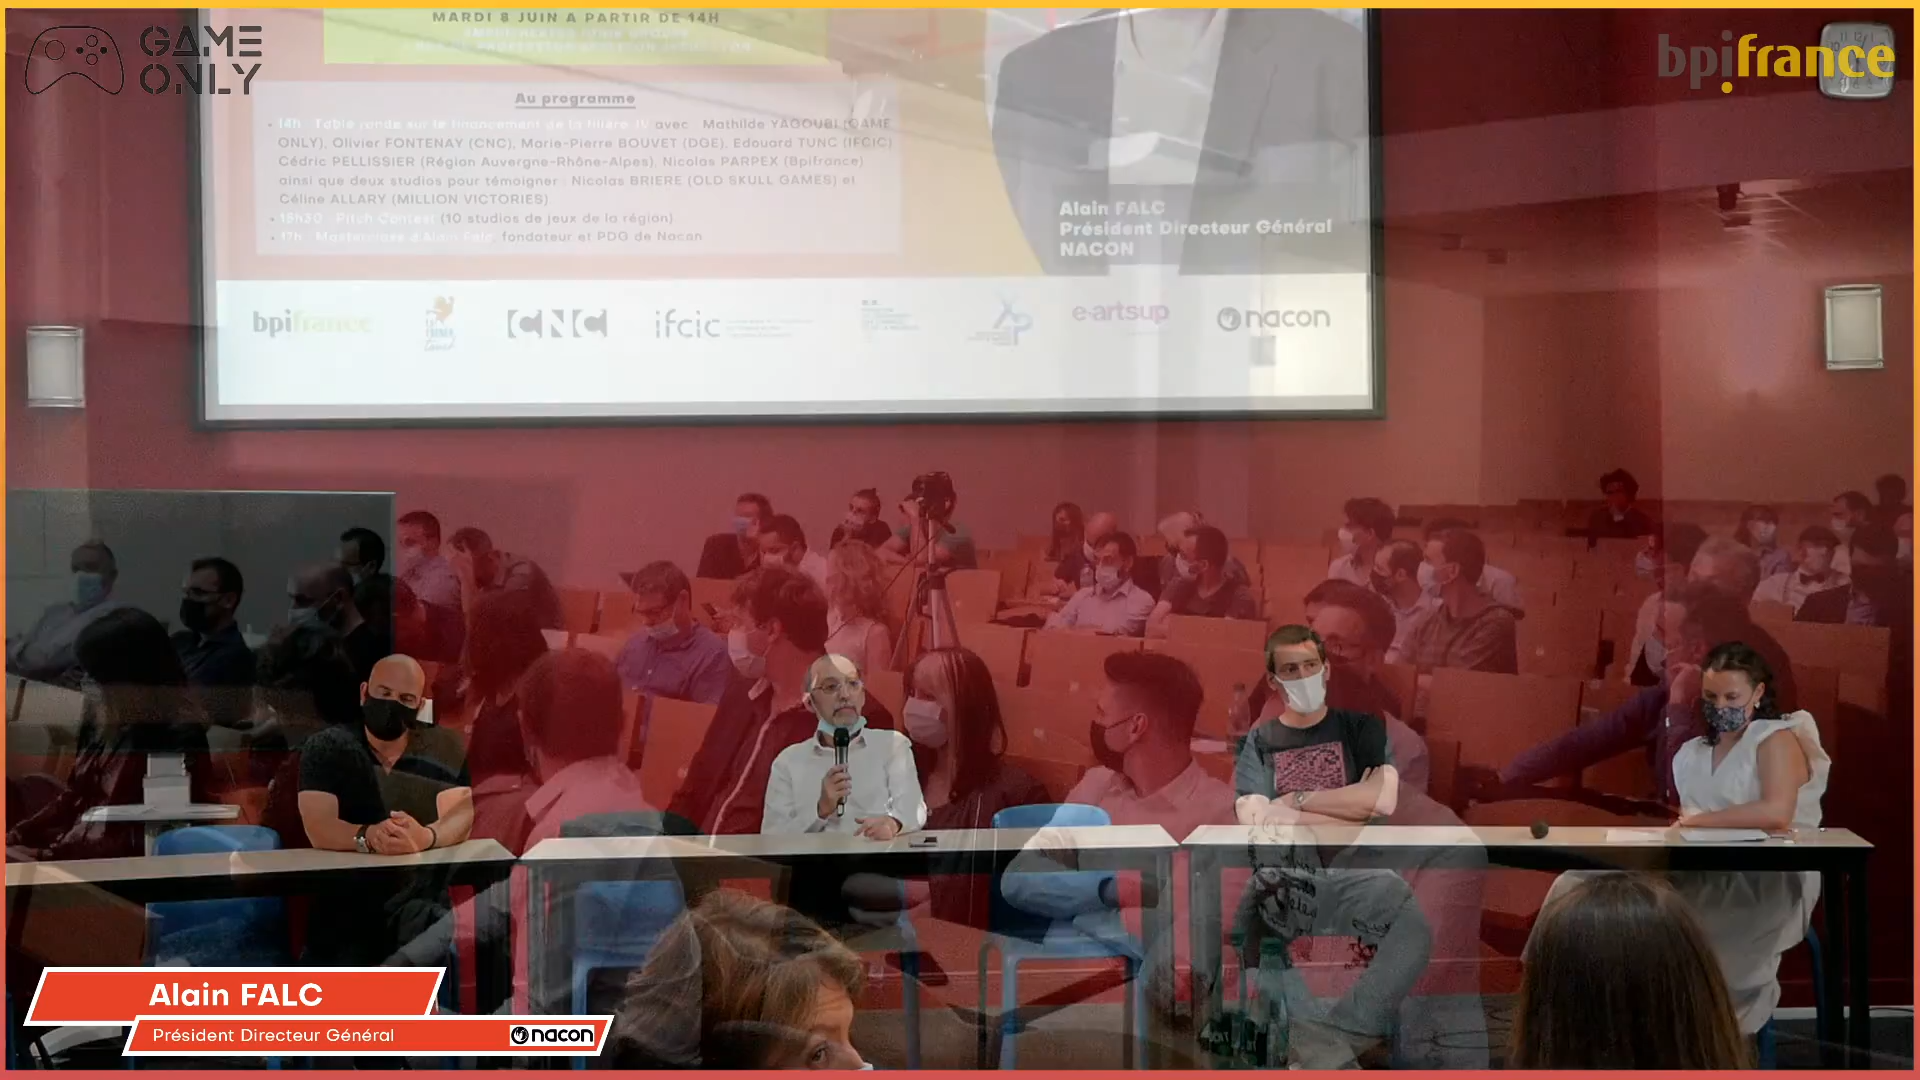 GAME
ONLY
bpifrance
MARDI 8 JUIN A PARTIR DE 14H
Au programme
• 14h : Table ronde sur le financement de la filière JV avec Mathilde YAGOUBI (GAME
ONLY), Olivier FONTENAY (CNC), Marie-Pierre BOUVET (DGE), Edouard TUNC (IFCIC)
Cédric PELLISSIER (Région Auvergne-Rhône-Alpes), Nicolas PARPEX (Bpifrance)
ainsi que deux studios pour témoigner : Nicolas BRIERE (OLD SKULL GAMES) et
Céline ALLARY (MILLION VICTORIES)
Pitch Contest (10 studios de jeux de la région)
• 17h : Masterclass d'Alain Falc, fondateur et PDG de Nacon
Alain FALC
Président Directeur Général
NACON
bpifrance
CNC
ifcic
e-artsup
nacon
Alain FALC
Président Directeur Général
nacon